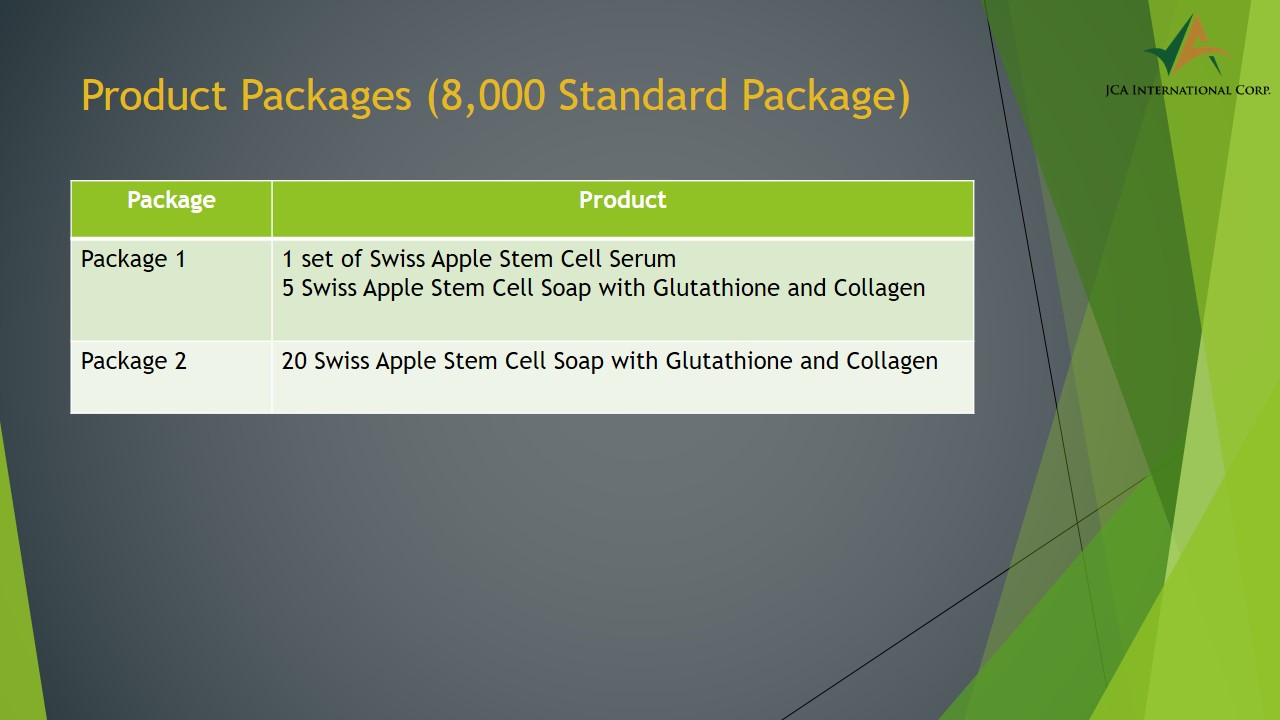 JCA INTERNATIONAL CORP.
Product Packages (8,000 Standard Package)
Package Product
Package 1 1 set of Swiss Apple Stem Cell Serum
5 Swiss Apple Stem Cell Soap with Glutathione and Collagen
Package 2 20 Swiss Apple Stem Cell Soap with Glutathione and Collagen